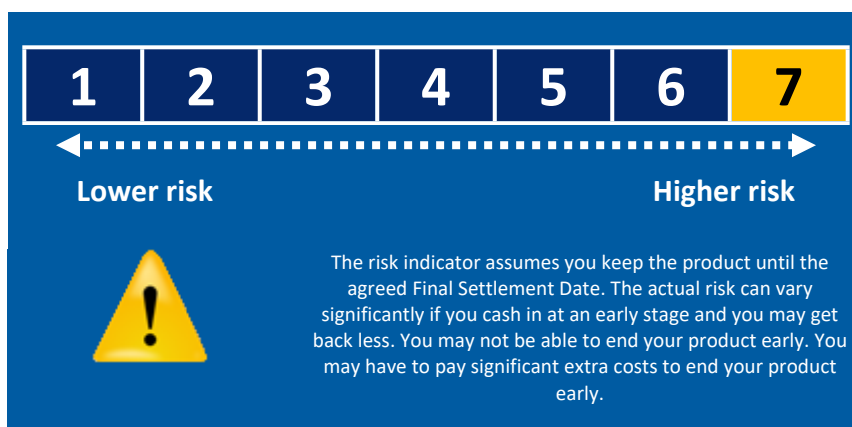 1 2 3 4 5 6 7
Lower risk Higher risk
!
The risk indicator assumes you keep the product until the
agreed Final Settlement Date. The actual risk can vary
significantly if you cash in at an early stage and you may get
back less. You may not be able to end your product early. You
may have to pay significant extra costs to end your product
early.